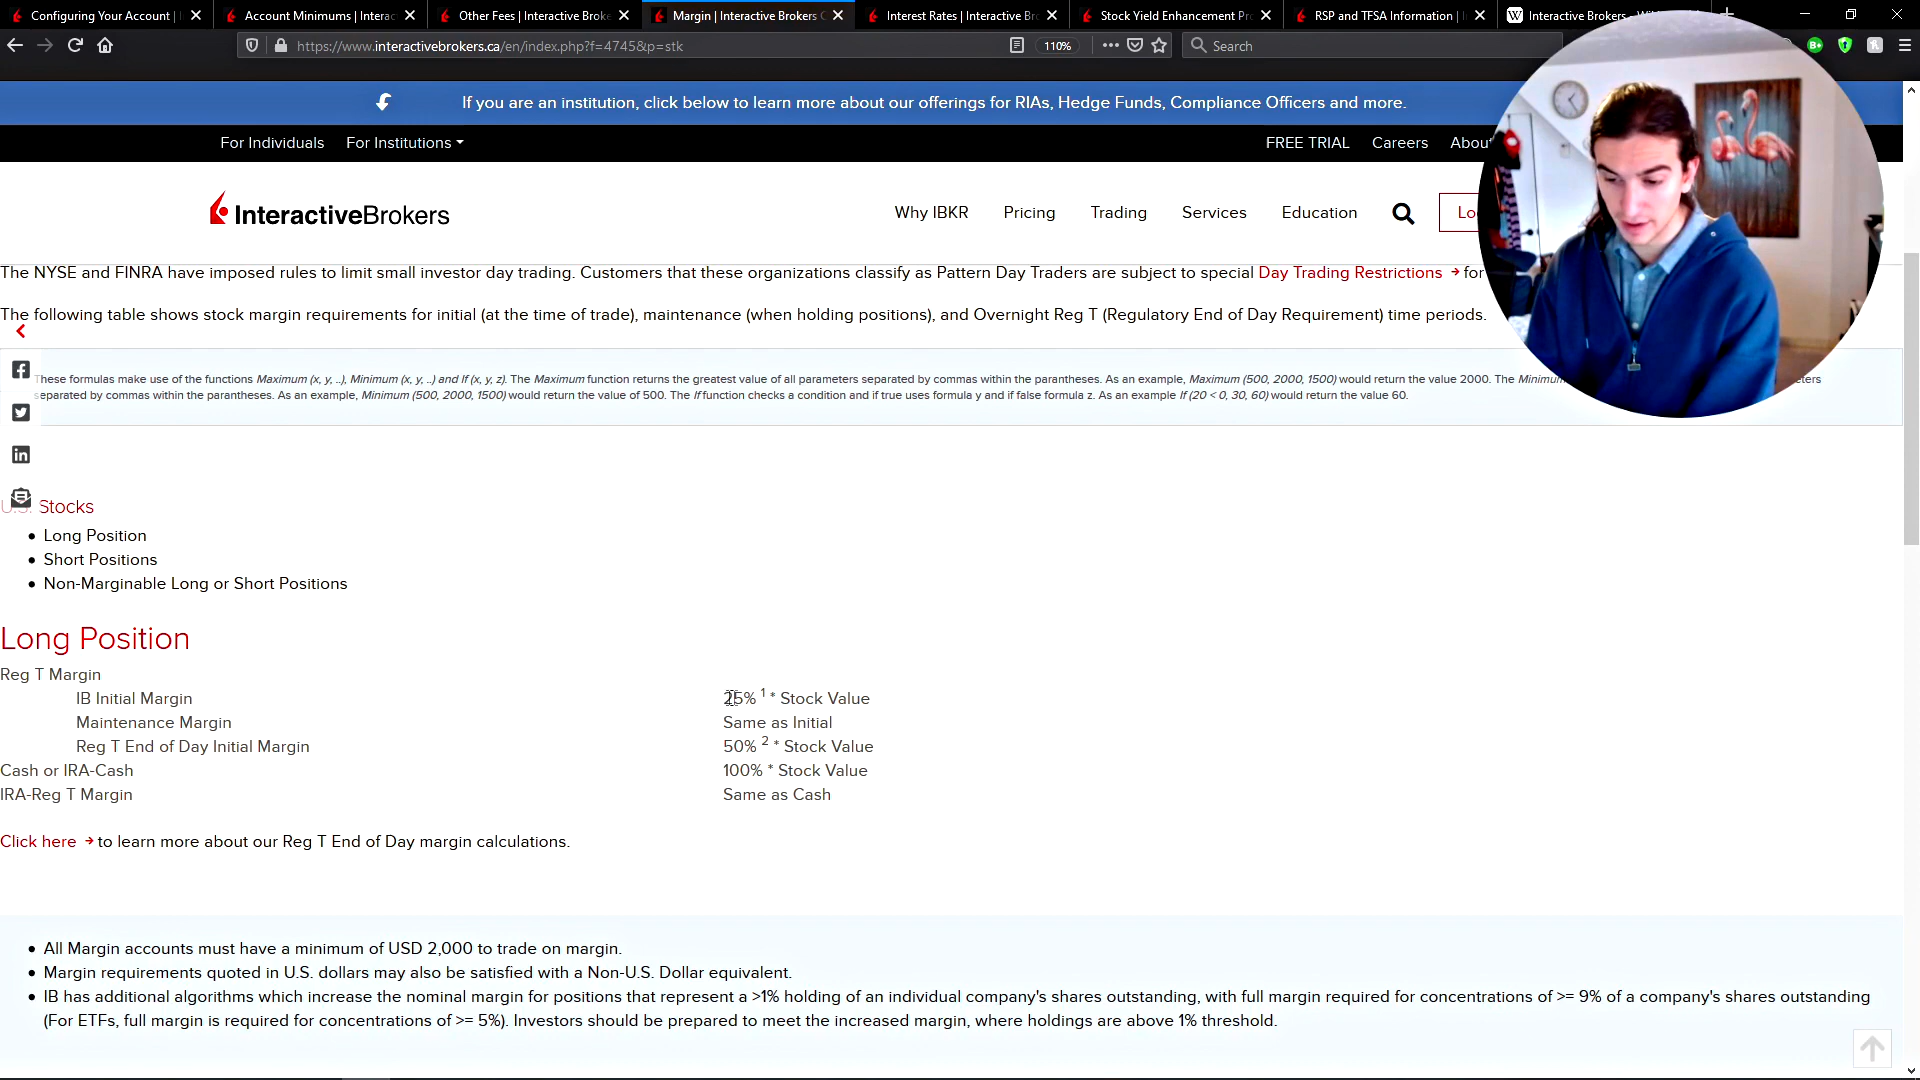 Configuring Your Account |
Account Minimums | Interac
Other Fees | Interactive Broke
Margin | Interactive Brokers C
Interest Rates | Interactive Br
Stock Yield Enhancement Pr
RSP and TFSA Information | I
Interactive Brokers - Wi
https://www.interactivebrokers.ca/en/index.php?f=4745&p=stk
110%
Search
If you are an institution, click below to learn more about our offerings for RIAs, Hedge Funds, Compliance Officers and more.
For Individuals
For Institutions
FREE TRIAL
Careers
About
InteractiveBrokers
Why IBKR
Pricing
Trading
Services
Education
Lo
The NYSE and FINRA have imposed rules to limit small investor day trading. Customers that these organizations classify as Pattern Day Traders are subject to special Day Trading Restrictions for
The following table shows stock margin requirements for initial (at the time of trade), maintenance (when holding positions), and Overnight Reg T (Regulatory End of Day Requirement) time periods.
These formulas make use of the functions Maximum (x, y, ..), Minimum (x, y, ..) and If (x, y, z). The Maximum function returns the greatest value of all parameters separated by commas within the parantheses. As an example, Maximum (500, 2000, 1500) would return the value 2000. The Minimum
separated by commas within the parantheses. As an example, Minimum (500, 2000, 1500) would return the value of 500. The If function checks a condition and if true uses formula y and if false formula z. As an example If (20 < 0, 30, 60) would return the value 60.
U.S. Stocks
• Long Position
• Short Positions
• Non-Marginable Long or Short Positions
Long Position
Reg T Margin
IB Initial Margin 25% 1 * Stock Value
Maintenance Margin Same as Initial
Reg T End of Day Initial Margin 50% 2 * Stock Value
Cash or IRA-Cash 100% * Stock Value
IRA-Reg T Margin Same as Cash
Click here to learn more about our Reg T End of Day margin calculations.
• All Margin accounts must have a minimum of USD 2,000 to trade on margin.
• Margin requirements quoted in U.S. dollars may also be satisfied with a Non-U.S. Dollar equivalent.
• IB has additional algorithms which increase the nominal margin for positions that represent a >1% holding of an individual company's shares outstanding, with full margin required for concentrations of >= 9% of a company's shares outstanding
(For ETFs, full margin is required for concentrations of >= 5%). Investors should be prepared to meet the increased margin, where holdings are above 1% threshold.